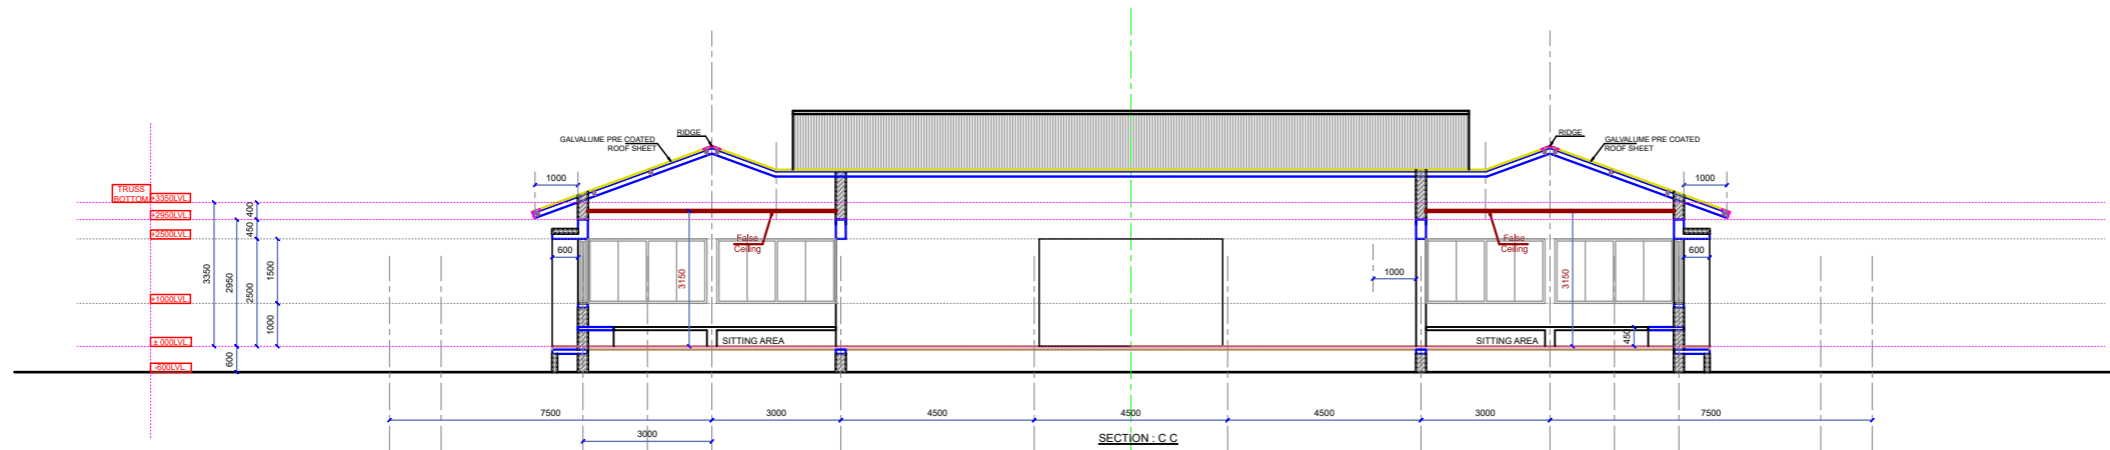 GALVALUME PRE COATED
ROOF SHEET
RIDGE
RIDGE
GALVALUME PRE COATED
ROOF SHEET
1000
1000
TRUSS
BOTTOM
+3350LVL.
+2950LVL.
+2500LVL.
+1000LVL.
± 000LVL.
-600LVL.
3350
2950
600
400
450
2500
1500
1000
600
False
Ceiling
3150
SITTING AREA
1000
False
Ceiling
3150
600
450
SITTING AREA
7500
3000
4500
4500
4500
3000
7500
3000
SECTION : C C